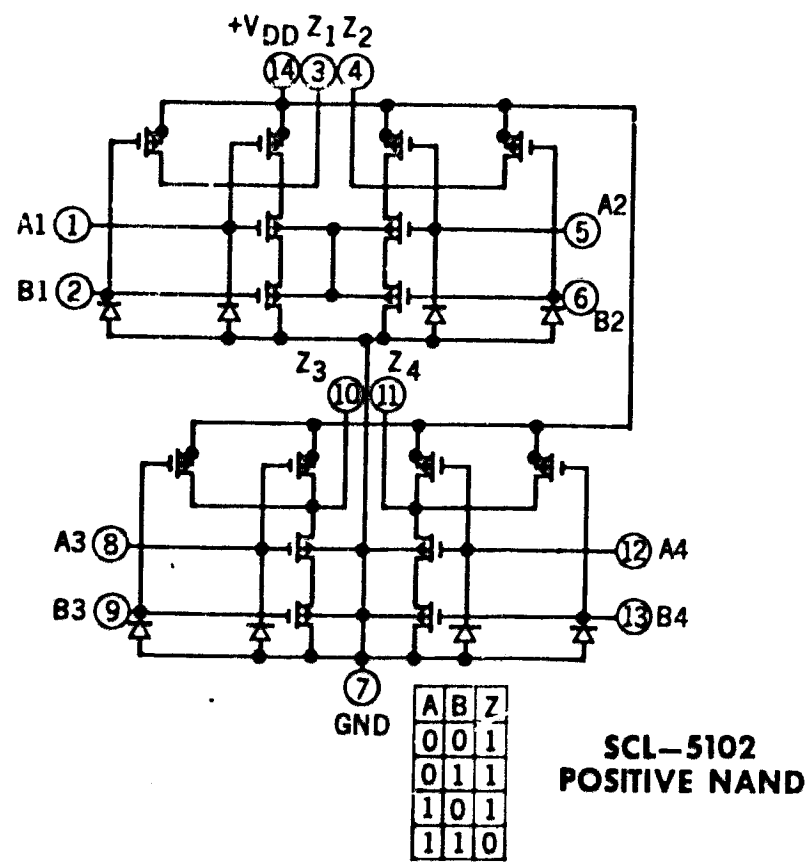 +VDD Z1 Z2
14 3 4
A1 1
5 A2
B1 2
6 B2
Z3 Z4
10 11
A3 8
12 A4
B3 9
13 B4
7
GND
A B Z
0 0 1
0 1 1
1 0 1
1 1 0
SCL–5102
POSITIVE NAND